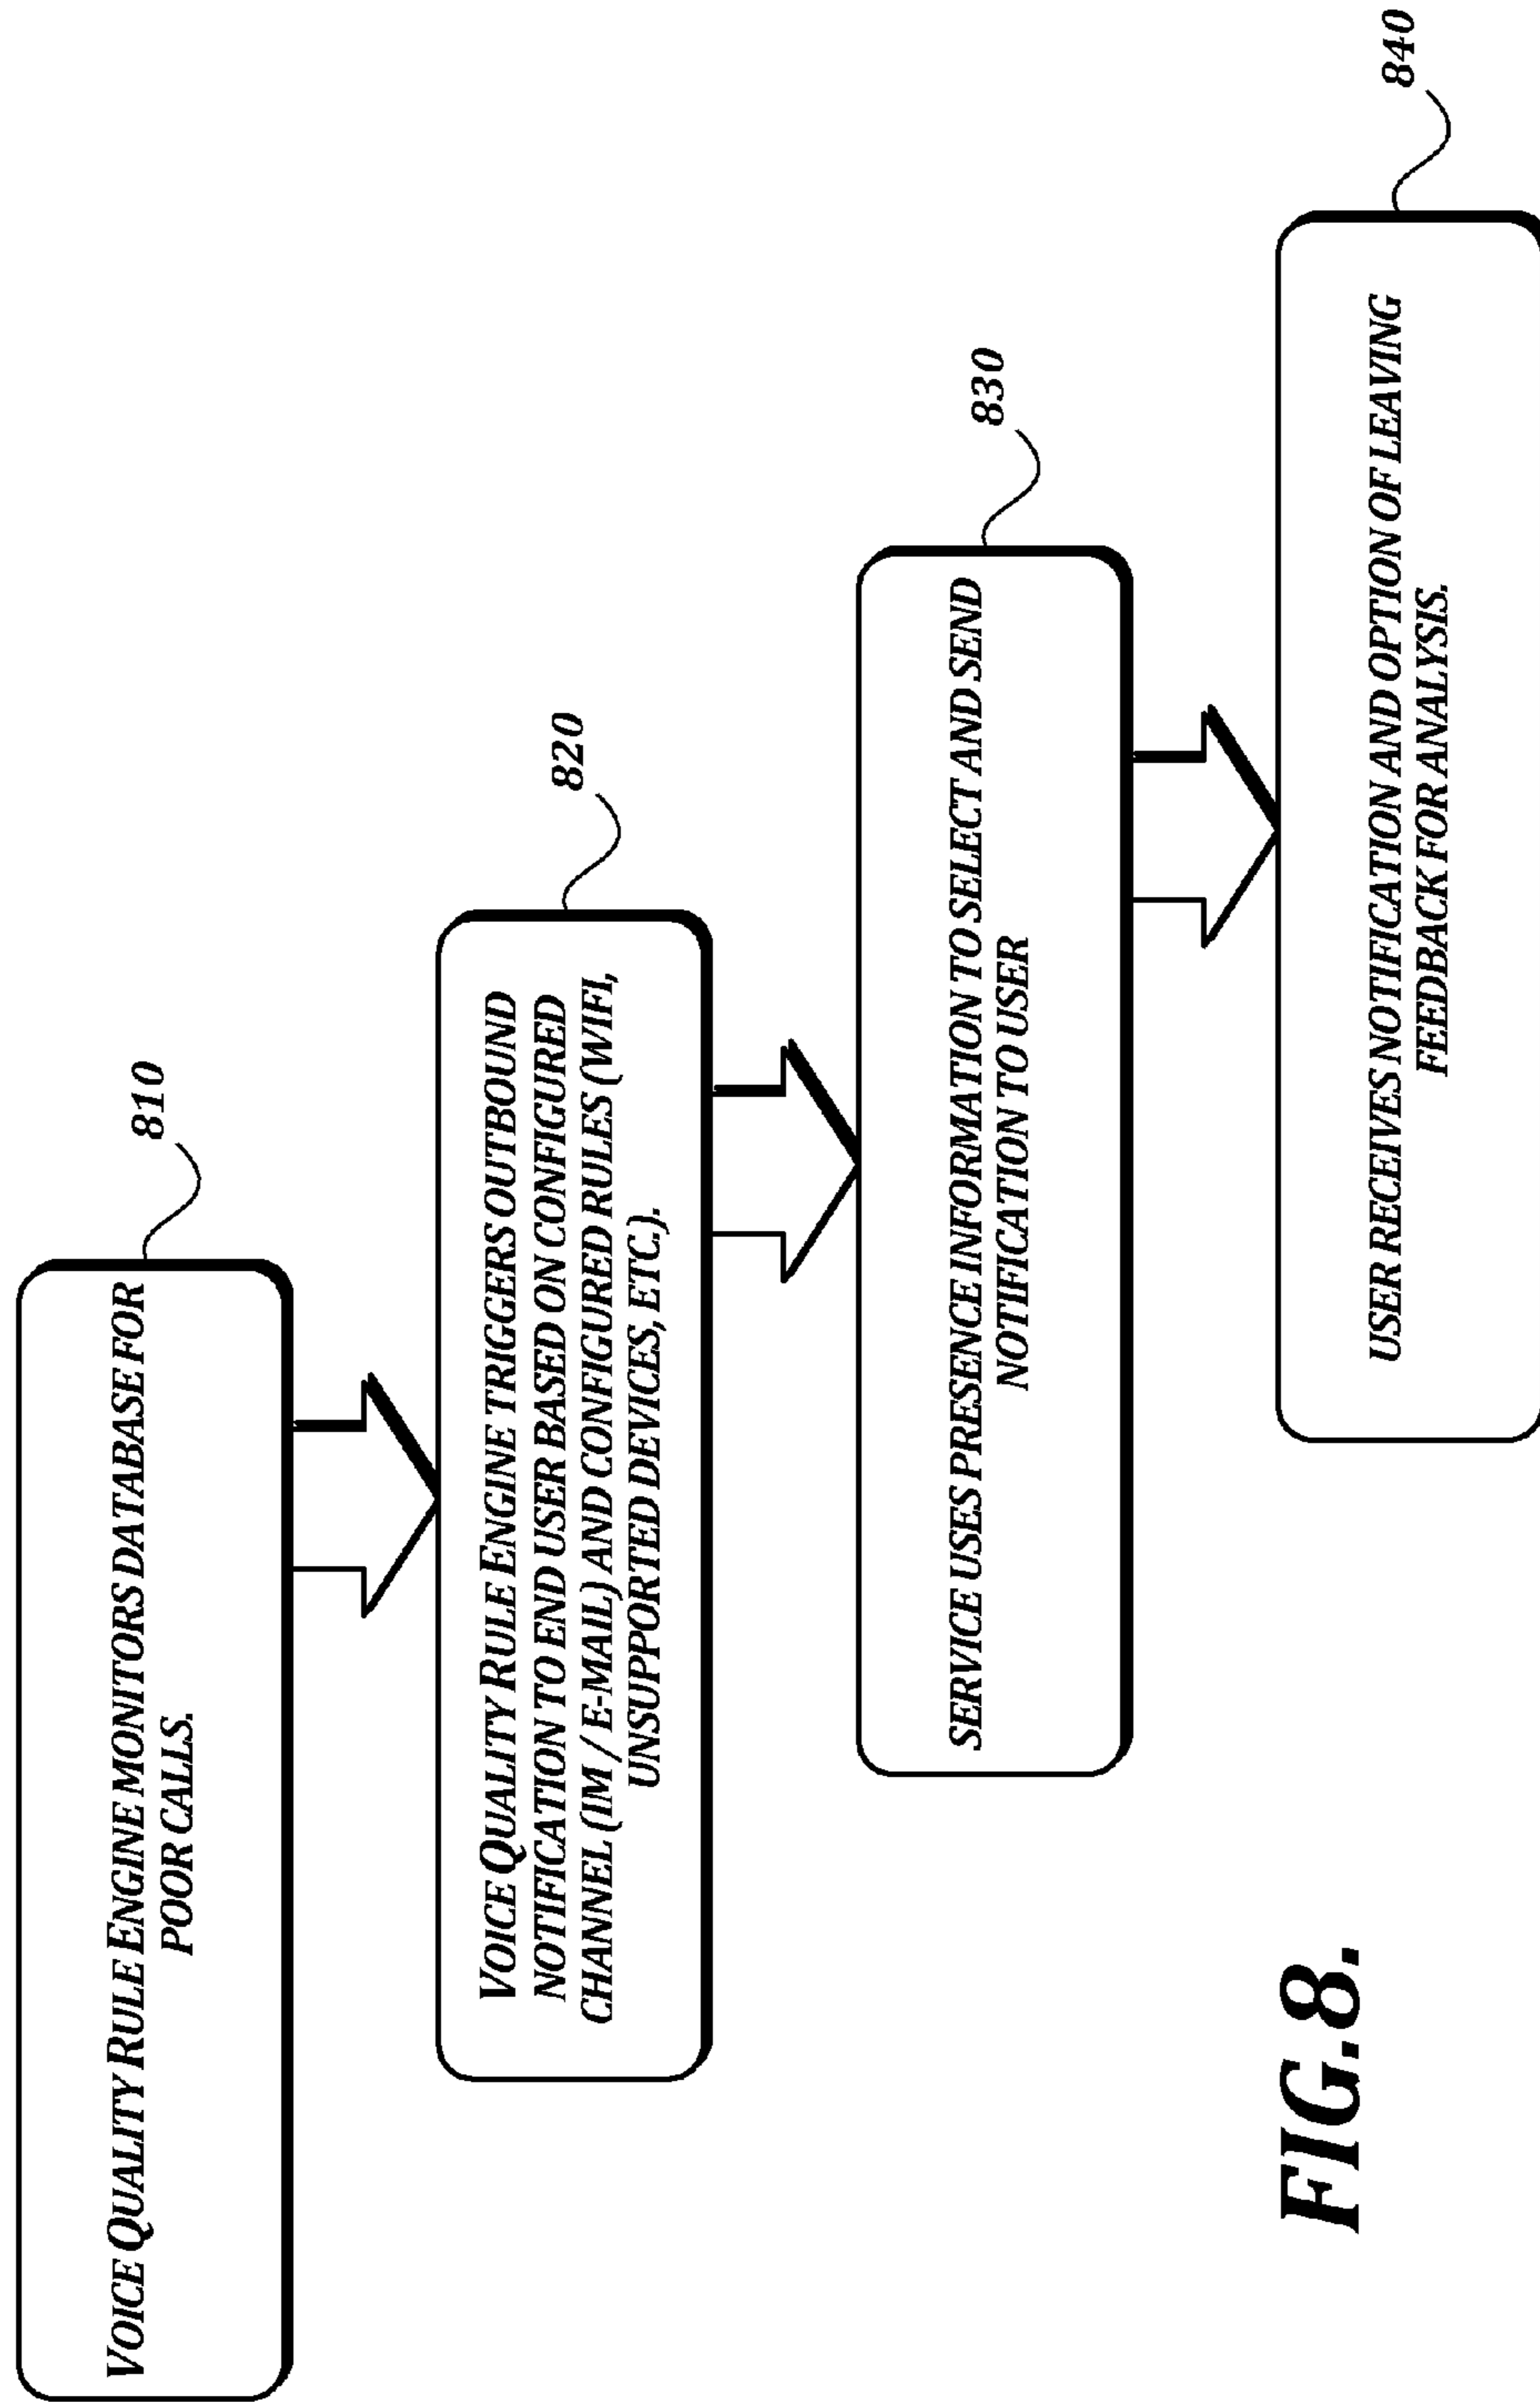 VOICE QUALITY RULE ENGINE MONITORS DATABASE FOR
POOR CALLS.
810
VOICE QUALITY RULE ENGINE TRIGGERS OUTBOUND
NOTIFICATION TO END USER BASED ON CONFIGURED
CHANNEL (IM / E-MAIL) AND CONFIGURED RULES (WIFI,
UNSUPPORTED DEVICES, ETC.).
820
SERVICE USES PRESENCE INFORMATION TO SELECT AND SEND
NOTIFICATION TO USER
830
USER RECEIVES NOTIFICATION AND OPTION OF LEAVING
FEEDBACK FOR ANALYSIS.
840
FIG.8.